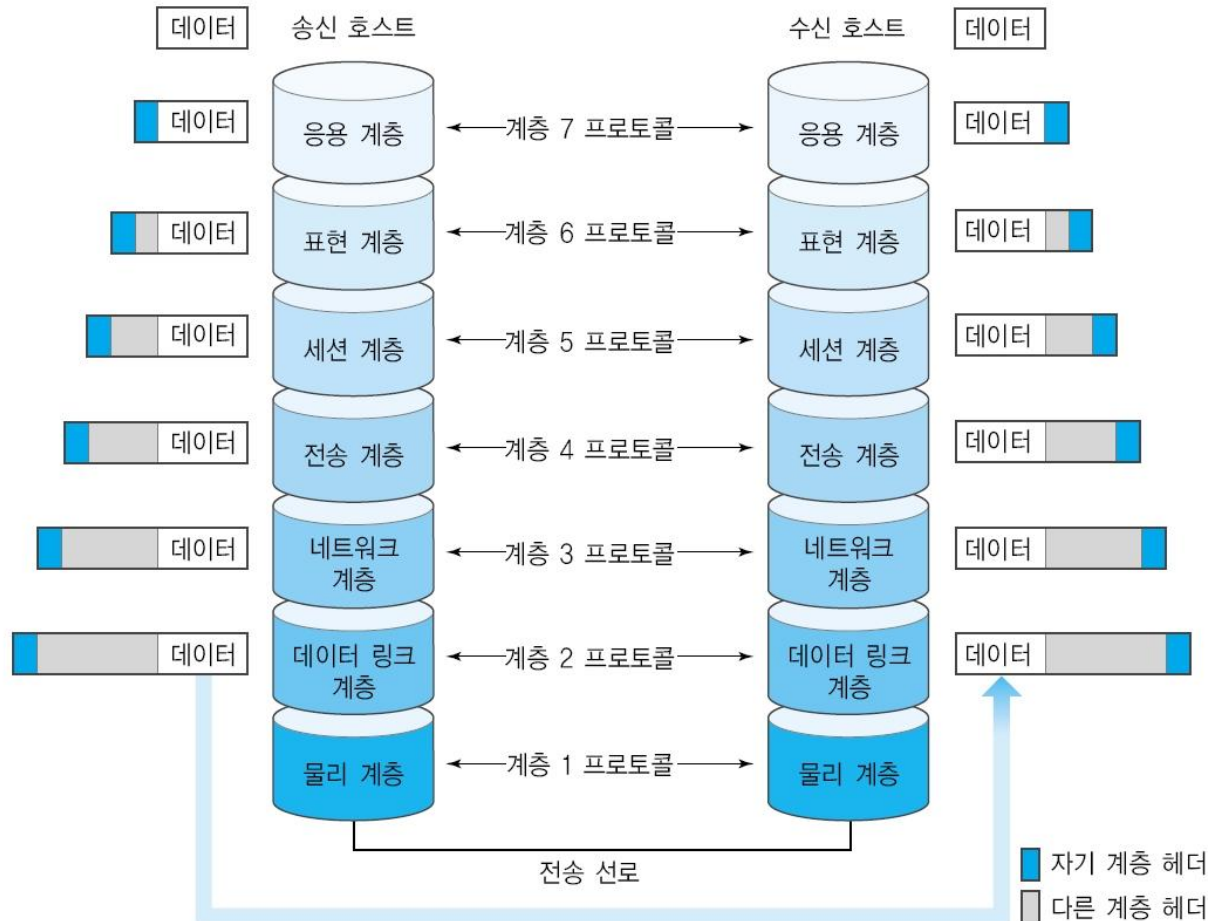 데이터 송신 호스트 수신 호스트 데이터
데이터 응용 계층 계층 7 프로토콜 응용 계층 데이터
데이터 표현 계층 계층 6 프로토콜 표현 계층 데이터
데이터 세션 계층 계층 5 프로토콜 세션 계층 데이터
데이터 전송 계층 계층 4 프로토콜 전송 계층 데이터
데이터 네트워크 계층 계층 3 프로토콜 네트워크 계층 데이터
데이터 데이터 링크 계층 계층 2 프로토콜 데이터 링크 계층 데이터
물리 계층 계층 1 프로토콜 물리 계층
전송 선로
자기 계층 헤더
다른 계층 헤더